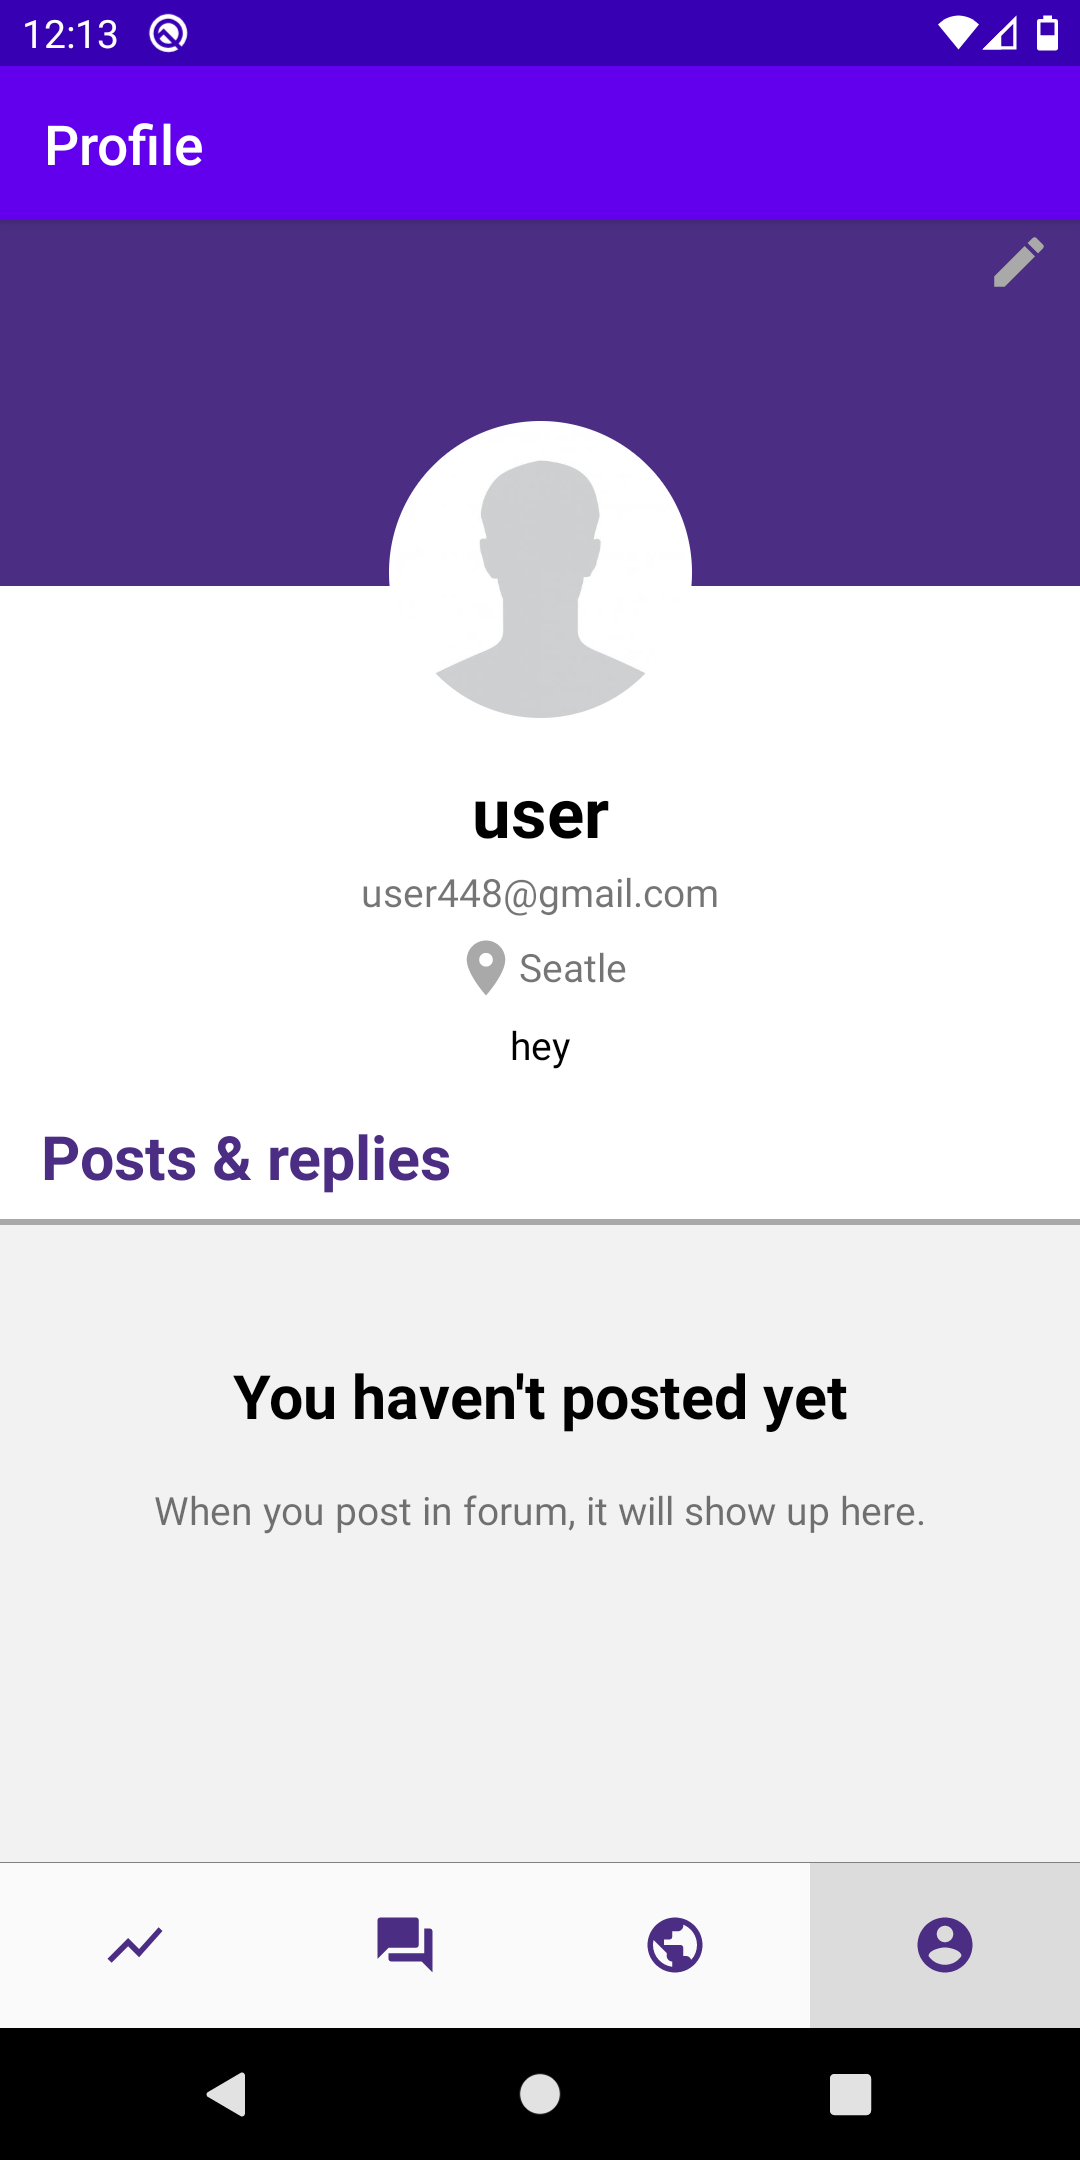 12:13
Profile
user
user448@gmail.com
Seatle
hey
Posts & replies
You haven't posted yet
When you post in forum, it will show up here.